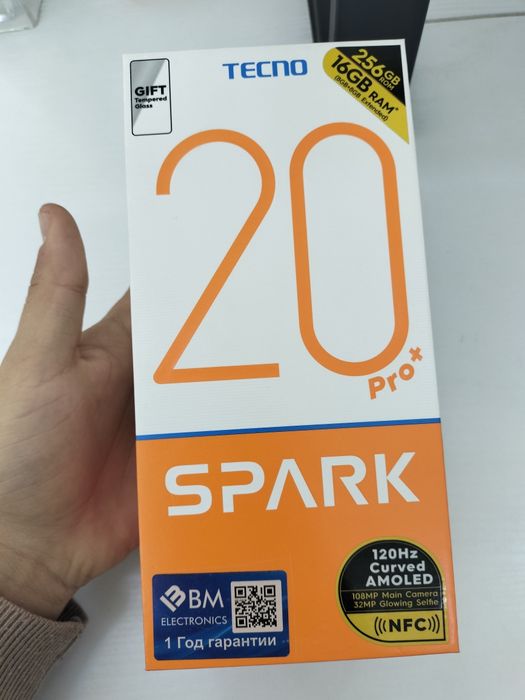 TECNO
GIFT
Tempered
Glass
256GB
ROM
16GB RAM*
(8GB+8GB Extended)
20
Pro+
SPARK
120Hz
Curved
AMOLED
108MP Main Camera
32MP Glowing Selfie
NFC
BM
ELECTRONICS
1 Год гарантии